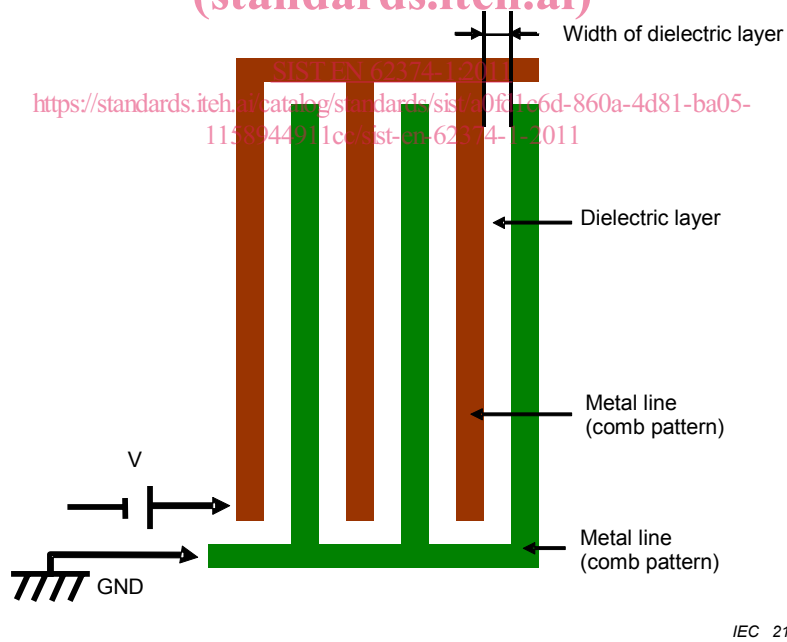 (standards.iteh.ai)
Width of dielectric layer
SIST EN 62374-1:2011
https://standards.iteh.ai/catalog/standards/sist/a0fd1c6d-860a-4d81-ba05-
1158944911cc/sist-en-62374-1-2011
Dielectric layer
Metal line
(comb pattern)
V
Metal line
(comb pattern)
GND
IEC 21